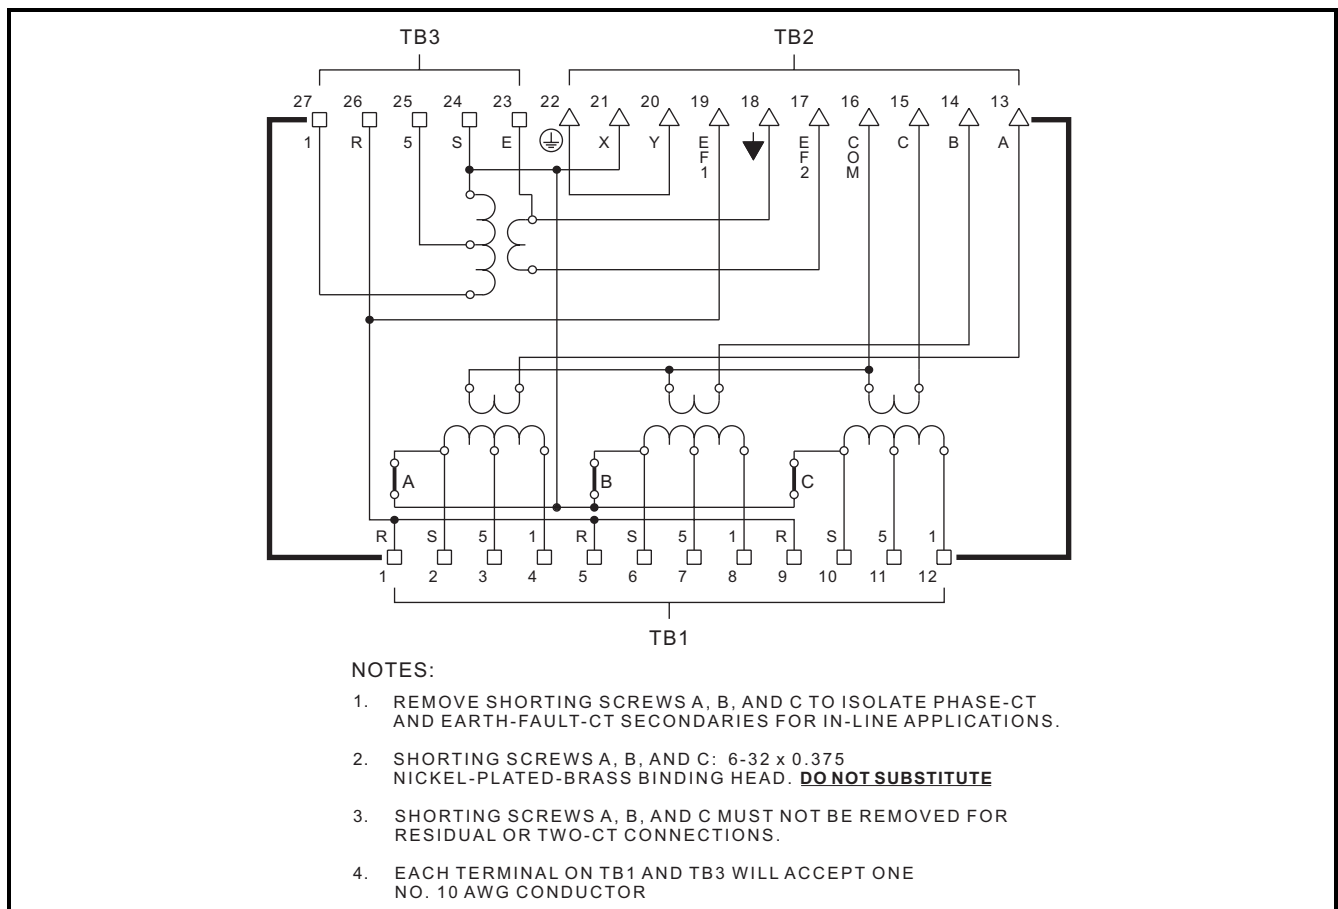 TB3 TB2
27 26 25 24 23 22 21 20 19 18 17 16 15 14 13
1 R 5 S E X Y EF1 EF2 COM C B A
A B C
R S 5 1 R S 5 1 R S 5 1
1 2 3 4 5 6 7 8 9 10 11 12
TB1
NOTES:
1. REMOVE SHORTING SCREWS A, B, AND C TO ISOLATE PHASE-CT
AND EARTH-FAULT-CT SECONDARIES FOR IN-LINE APPLICATIONS.
2. SHORTING SCREWS A, B, AND C: 6-32 x 0.375
NICKEL-PLATED-BRASS BINDING HEAD. DO NOT SUBSTITUTE
3. SHORTING SCREWS A, B, AND C MUST NOT BE REMOVED FOR
RESIDUAL OR TWO-CT CONNECTIONS.
4. EACH TERMINAL ON TB1 AND TB3 WILL ACCEPT ONE
NO. 10 AWG CONDUCTOR